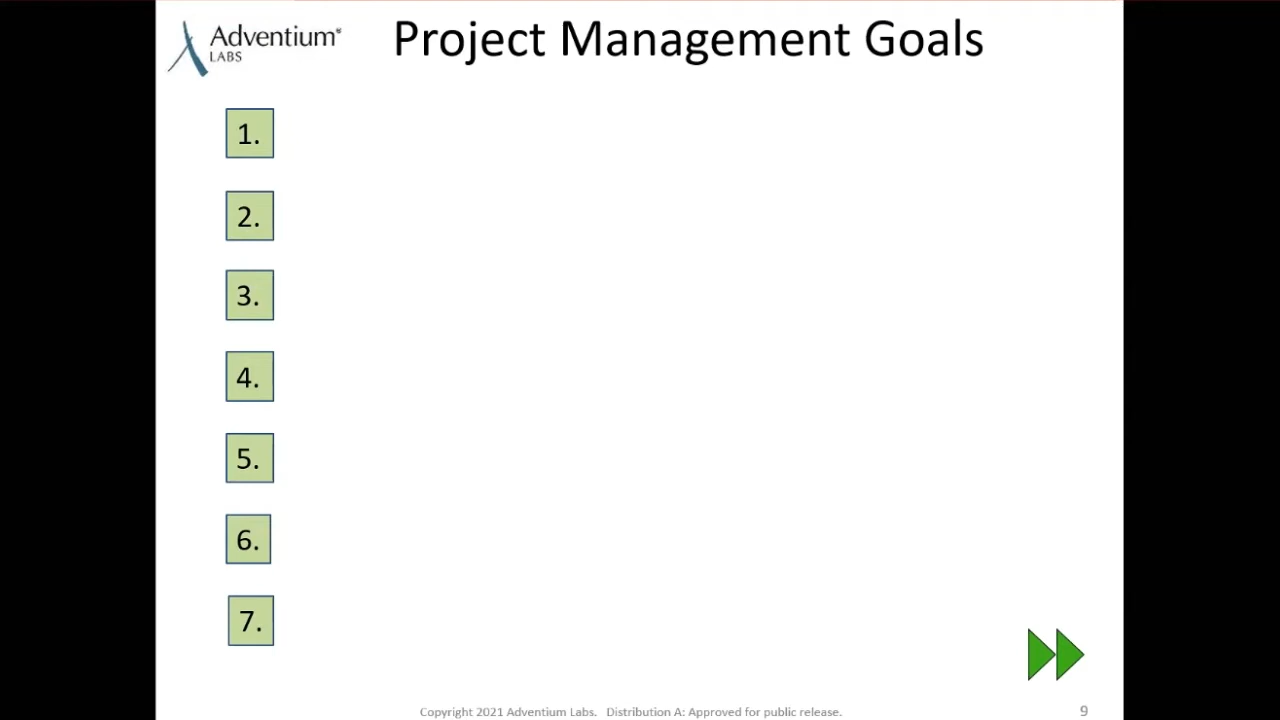 Adventium®
LABS
Project Management Goals
1.
2.
3.
4.
5.
6.
7.
Copyright 2021 Adventium Labs. Distribution A: Approved for public release.
9